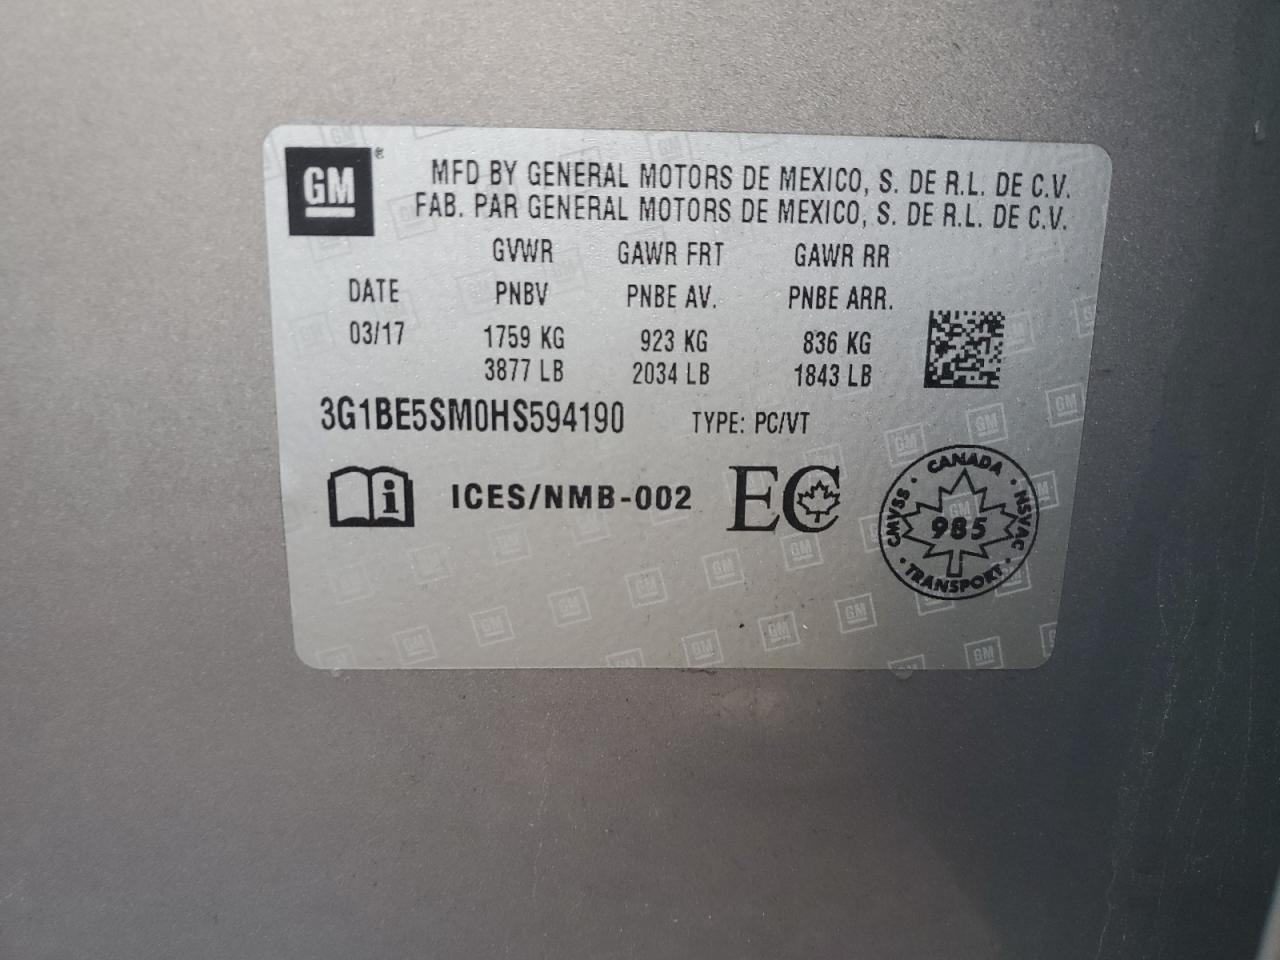 GM®
MFD BY GENERAL MOTORS DE MEXICO, S. DE R.L. DE C.V.
FAB. PAR GENERAL MOTORS DE MEXICO, S. DE R.L. DE C.V.
GVWR GAWR FRT GAWR RR
DATE PNBV PNBE AV. PNBE ARR.
03/17 1759 KG 923 KG 836 KG
3877 LB 2034 LB 1843 LB
3G1BE5SM0HS594190 TYPE: PC/VT
i ICES/NMB-002 EC
CANADA
CMVSS 985 NSVAC
TRANSPORT